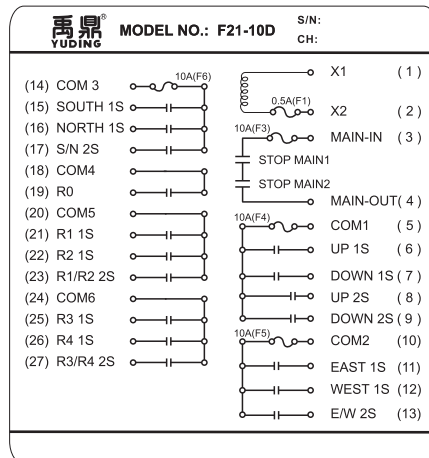 禹鼎®
YUDING
MODEL NO.: F21-10D
S/N:
CH:
(14) COM 3 10A(F6)
(15) SOUTH 1S
(16) NORTH 1S
(17) S/N 2S
(18) COM4
(19) R0
(20) COM5
(21) R1 1S
(22) R2 1S
(23) R1/R2 2S
(24) COM6
(25) R3 1S
(26) R4 1S
(27) R3/R4 2S
X1 (1)
0.5A(F1) X2 (2)
10A(F3) MAIN-IN (3)
STOP MAIN1
STOP MAIN2
MAIN-OUT(4)
10A(F4) COM1 (5)
UP 1S (6)
DOWN 1S (7)
UP 2S (8)
DOWN 2S (9)
10A(F5) COM2 (10)
EAST 1S (11)
WEST 1S (12)
E/W 2S (13)